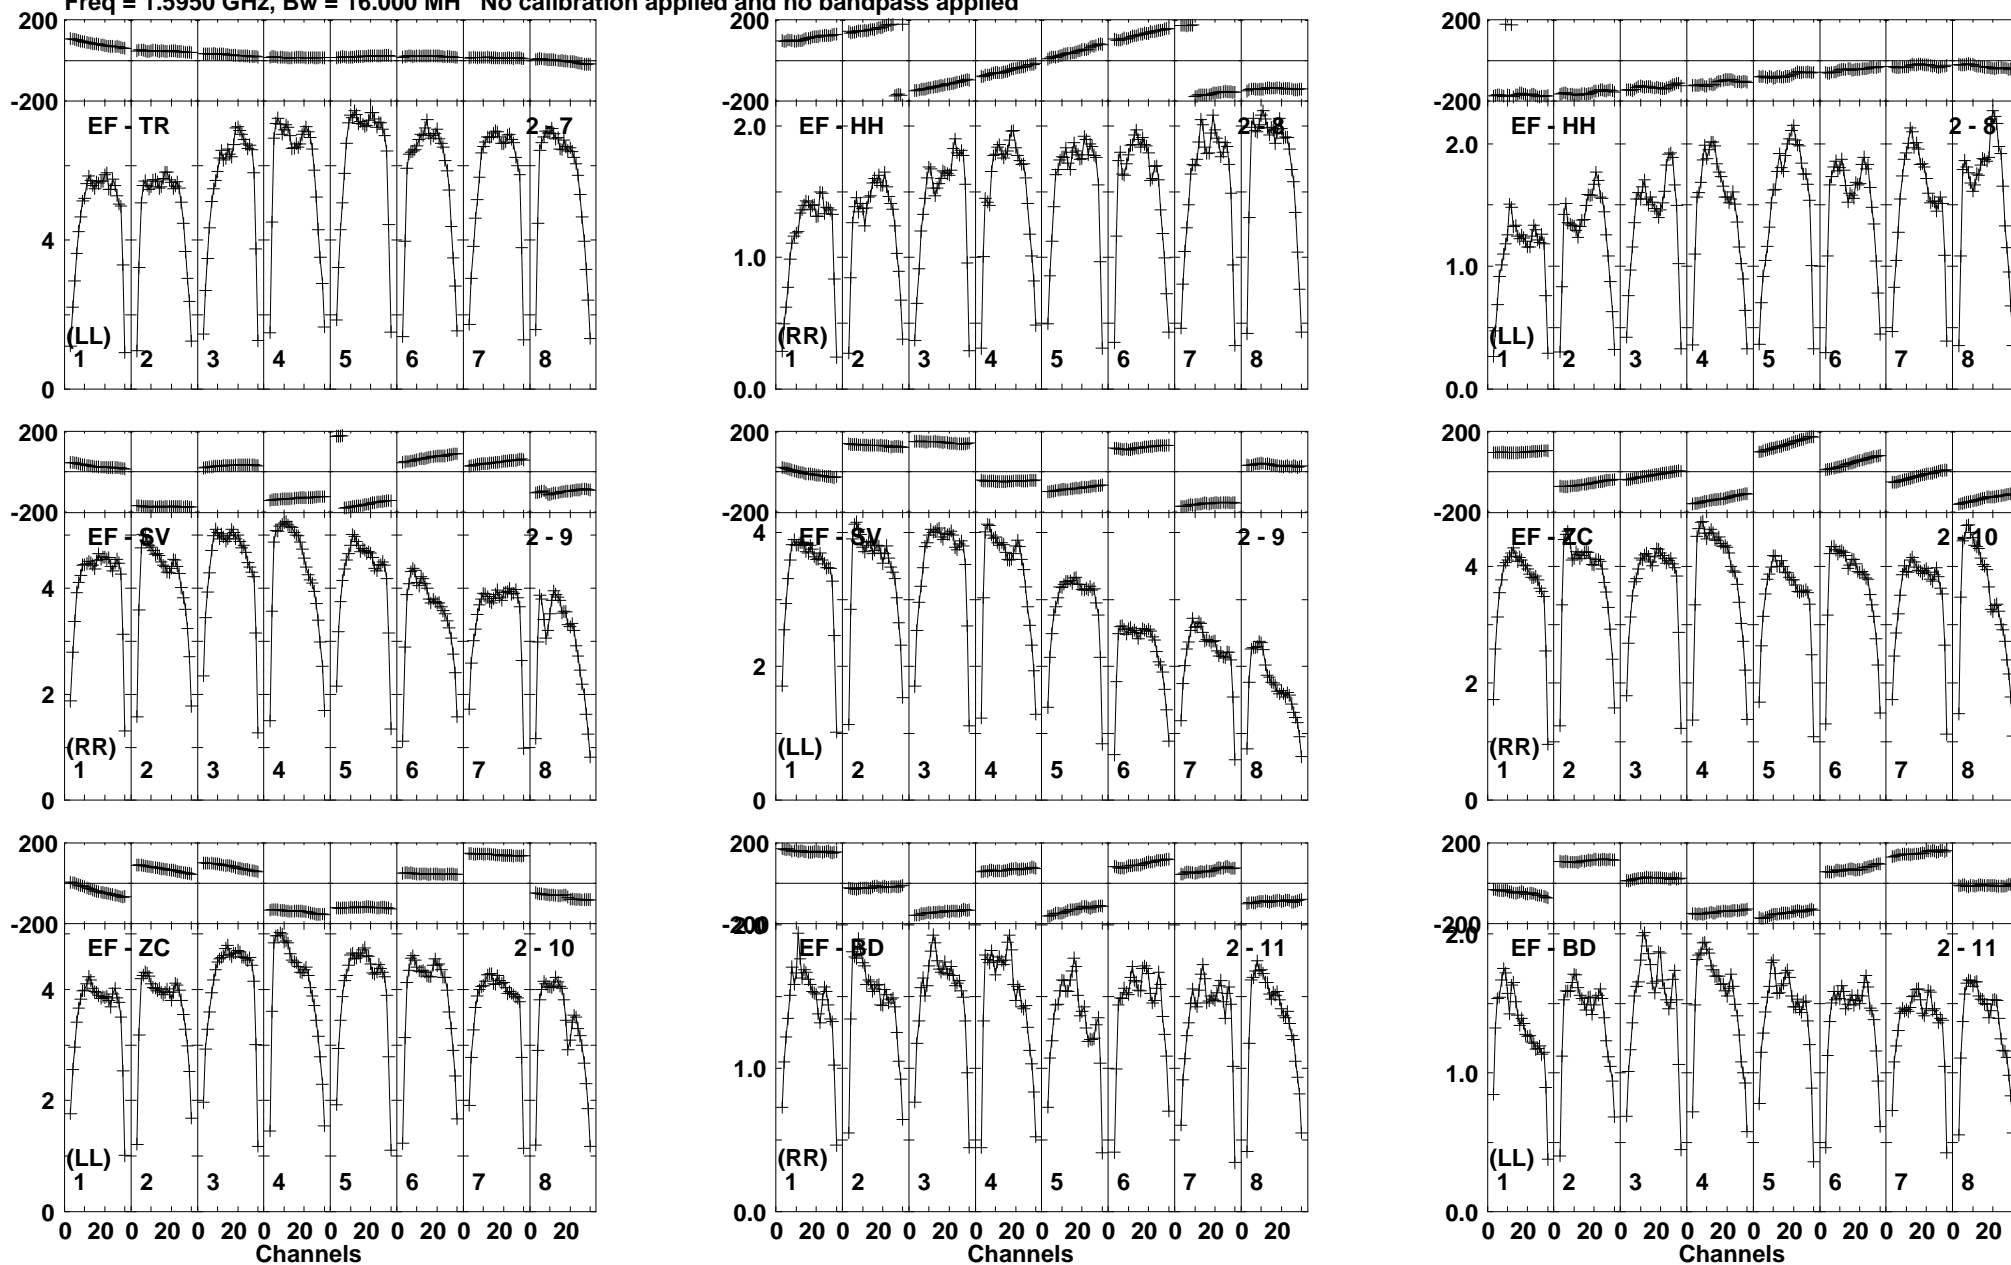 Freq = 1.5950 GHz, Bw = 16.000 MH   No calibration applied and no bandpass applied
200 200 200
-200 -200 -200
EF - TR 2 - 7 EF - HH 2 - 8 EF - HH 2 - 8
2.0 2.0
4 1.0 1.0
(LL) (RR) (LL)
1 2 3 4 5 6 7 8 1 2 3 4 5 6 7 8 1 2 3 4 5 6 7 8
0 0.0 0.0
200 200 200
-200 -200 -200
EF - SV 2 - 9 EF - SV 2 - 9 EF - ZC 2 - 10
4 4 4
2 2 2
(RR) (LL) (RR)
1 2 3 4 5 6 7 8 1 2 3 4 5 6 7 8 1 2 3 4 5 6 7 8
0 0 0
200 200 200
-200 -200 -200
2.0 2.0
EF - ZC 2 - 10 EF - BD 2 - 11 EF - BD 2 - 11
4
2 1.0 1.0
(LL) (RR) (LL)
1 2 3 4 5 6 7 8 1 2 3 4 5 6 7 8 1 2 3 4 5 6 7 8
0 0.0 0.0
0 20 0 20 0 20 0 20 0 20 0 20 0 20 0 20 0 20 0 20 0 20 0 20 0 20 0 20 0 20 0 20 0 20 0 20 0 20 0 20 0 20 0 20 0 20 0 20
Channels Channels Channels